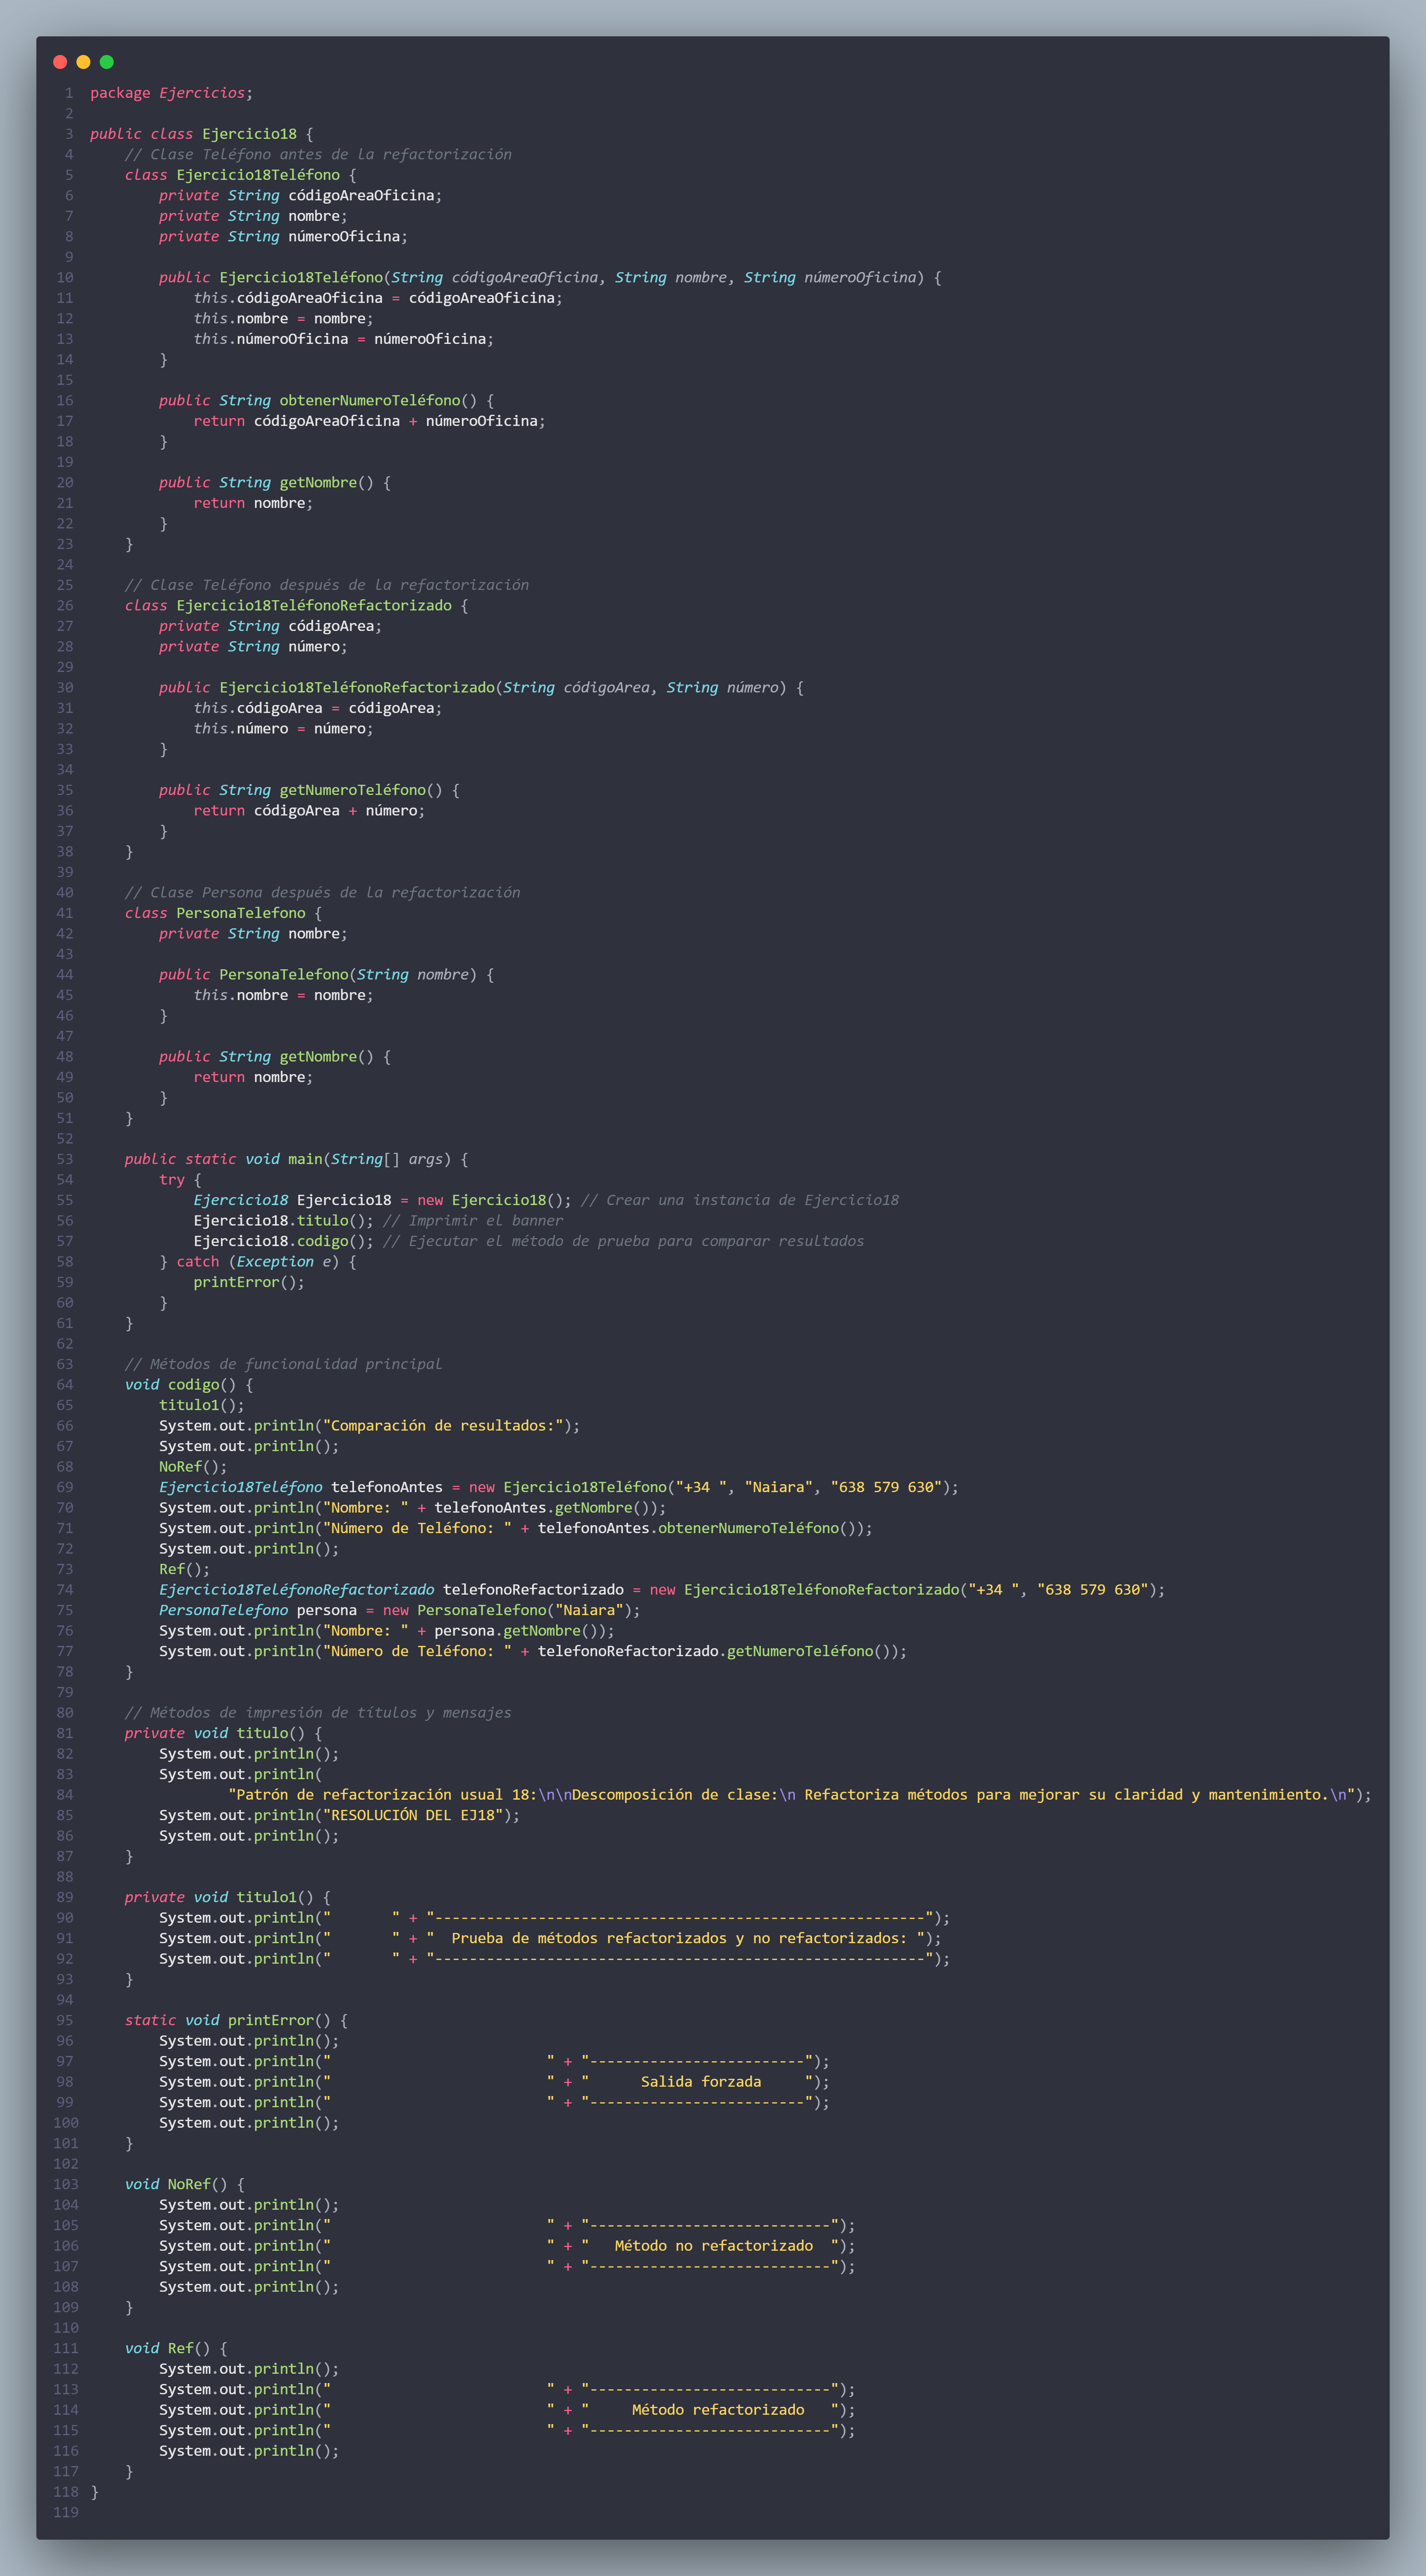 1 package Ejercicios;
2
3 public class Ejercicio18 {
4     // Clase Teléfono antes de la refactorización
5     class Ejercicio18Teléfono {
6         private String códigoAreaOficina;
7         private String nombre;
8         private String númeroOficina;
9
10         public Ejercicio18Teléfono(String códigoAreaOficina, String nombre, String númeroOficina) {
11             this.códigoAreaOficina = códigoAreaOficina;
12             this.nombre = nombre;
13             this.númeroOficina = númeroOficina;
14         }
15
16         public String obtenerNumeroTeléfono() {
17             return códigoAreaOficina + númeroOficina;
18         }
19
20         public String getNombre() {
21             return nombre;
22         }
23     }
24
25     // Clase Teléfono después de la refactorización
26     class Ejercicio18TeléfonoRefactorizado {
27         private String códigoArea;
28         private String número;
29
30         public Ejercicio18TeléfonoRefactorizado(String códigoArea, String número) {
31             this.códigoArea = códigoArea;
32             this.número = número;
33         }
34
35         public String getNumeroTeléfono() {
36             return códigoArea + número;
37         }
38     }
39
40     // Clase Persona después de la refactorización
41     class PersonaTelefono {
42         private String nombre;
43
44         public PersonaTelefono(String nombre) {
45             this.nombre = nombre;
46         }
47
48         public String getNombre() {
49             return nombre;
50         }
51     }
52
53     public static void main(String[] args) {
54         try {
55             Ejercicio18 Ejercicio18 = new Ejercicio18(); // Crear una instancia de Ejercicio18
56             Ejercicio18.titulo(); // Imprimir el banner
57             Ejercicio18.codigo(); // Ejecutar el método de prueba para comparar resultados
58         } catch (Exception e) {
59             printError();
60         }
61     }
62
63     // Métodos de funcionalidad principal
64     void codigo() {
65         titulo1();
66         System.out.println("Comparación de resultados:");
67         System.out.println();
68         NoRef();
69         Ejercicio18Teléfono telefonoAntes = new Ejercicio18Teléfono("+34 ", "Naiara", "638 579 630");
70         System.out.println("Nombre: " + telefonoAntes.getNombre());
71         System.out.println("Número de Teléfono: " + telefonoAntes.obtenerNumeroTeléfono());
72         System.out.println();
73         Ref();
74         Ejercicio18TeléfonoRefactorizado telefonoRefactorizado = new Ejercicio18TeléfonoRefactorizado("+34 ", "638 579 630");
75         PersonaTelefono persona = new PersonaTelefono("Naiara");
76         System.out.println("Nombre: " + persona.getNombre());
77         System.out.println("Número de Teléfono: " + telefonoRefactorizado.getNumeroTeléfono());
78     }
79
80     // Métodos de impresión de títulos y mensajes
81     private void titulo() {
82         System.out.println();
83         System.out.println(
84                 "Patrón de refactorización usual 18:\n\nDescomposición de clase:\n Refactoriza métodos para mejorar su claridad y mantenimiento.\n");
85         System.out.println("RESOLUCIÓN DEL EJ18");
86         System.out.println();
87     }
88
89     private void titulo1() {
90         System.out.println("       " + "---------------------------------------------------------");
91         System.out.println("       " + "  Prueba de métodos refactorizados y no refactorizados: ");
92         System.out.println("       " + "---------------------------------------------------------");
93     }
94
95     static void printError() {
96         System.out.println();
97         System.out.println("                         " + "-------------------------");
98         System.out.println("                         " + "      Salida forzada     ");
99         System.out.println("                         " + "-------------------------");
100         System.out.println();
101     }
102
103     void NoRef() {
104         System.out.println();
105         System.out.println("                         " + "----------------------------");
106         System.out.println("                         " + "   Método no refactorizado  ");
107         System.out.println("                         " + "----------------------------");
108         System.out.println();
109     }
110
111     void Ref() {
112         System.out.println();
113         System.out.println("                         " + "----------------------------");
114         System.out.println("                         " + "     Método refactorizado   ");
115         System.out.println("                         " + "----------------------------");
116         System.out.println();
117     }
118 }
119